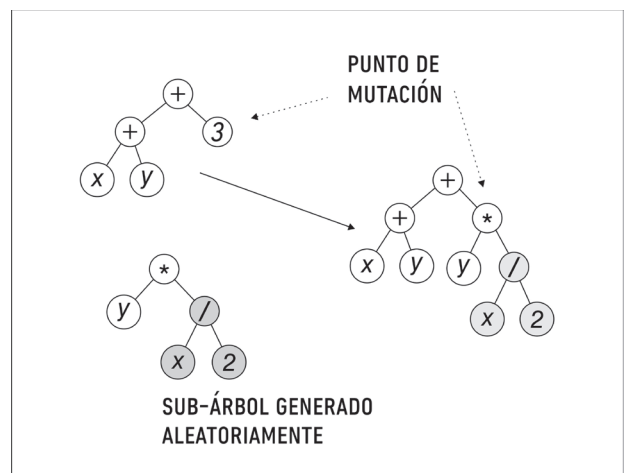 PUNTO DE
MUTACIÓN
+
+ 3
x y
+
+ *
x y y /
x 2
*
y /
x 2
SUB-ÁRBOL GENERADO
ALEATORIAMENTE